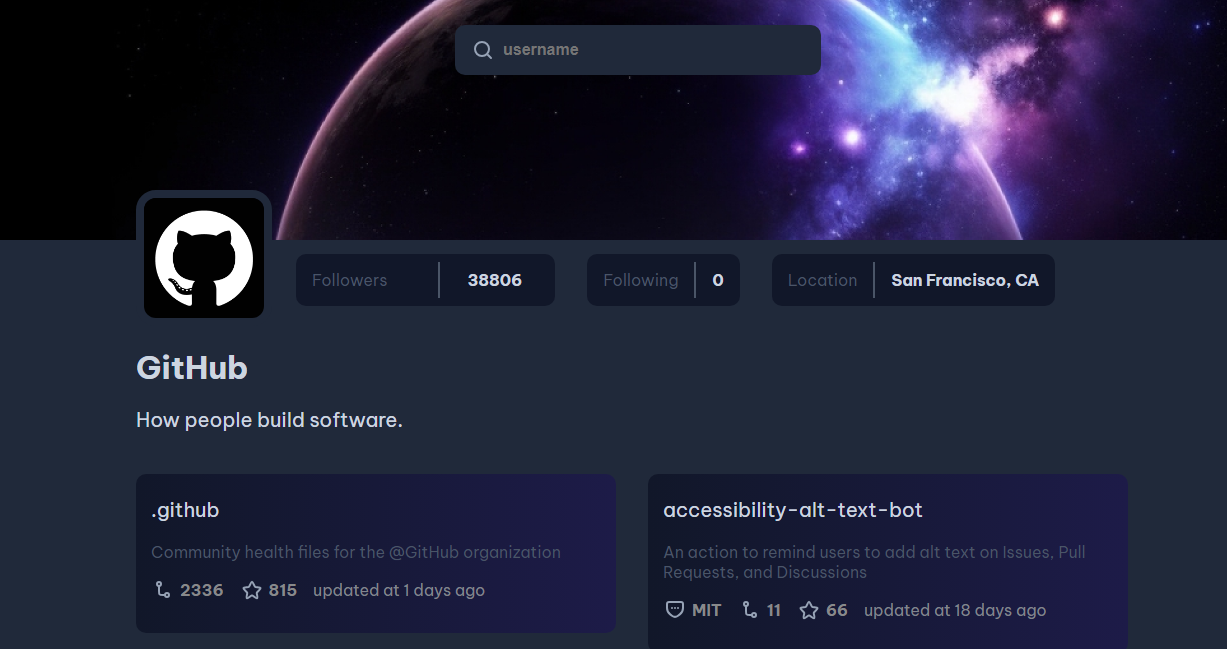 username
Followers 38806 Following 0 Location San Francisco, CA
GitHub
How people build software.
.github
Community health files for the @GitHub organization
2336 815 updated at 1 days ago
accessibility-alt-text-bot
An action to remind users to add alt text on Issues, Pull
Requests, and Discussions
MIT 11 66 updated at 18 days ago